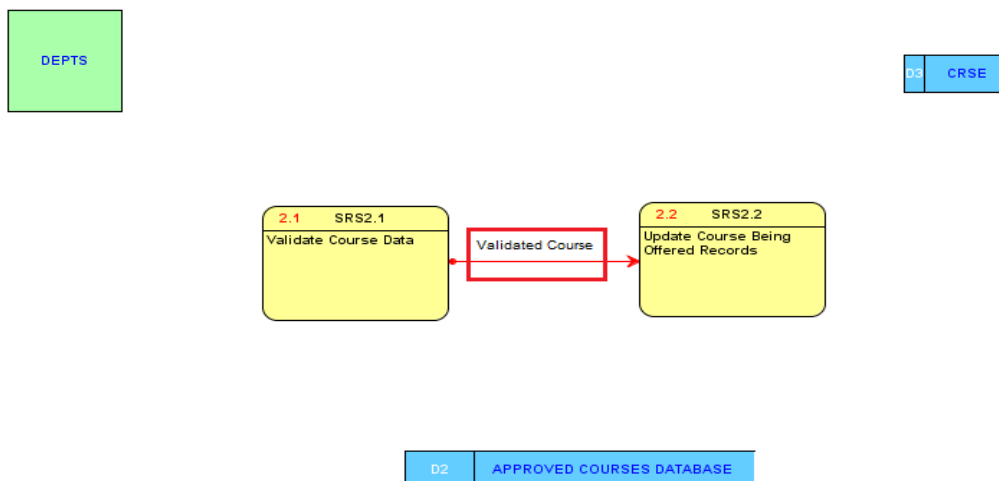 DEPTS
D3 CRSE
2.1 SRS2.1
Validate Course Data
Validated Course
2.2 SRS2.2
Update Course Being
Offered Records
D2 APPROVED COURSES DATABASE